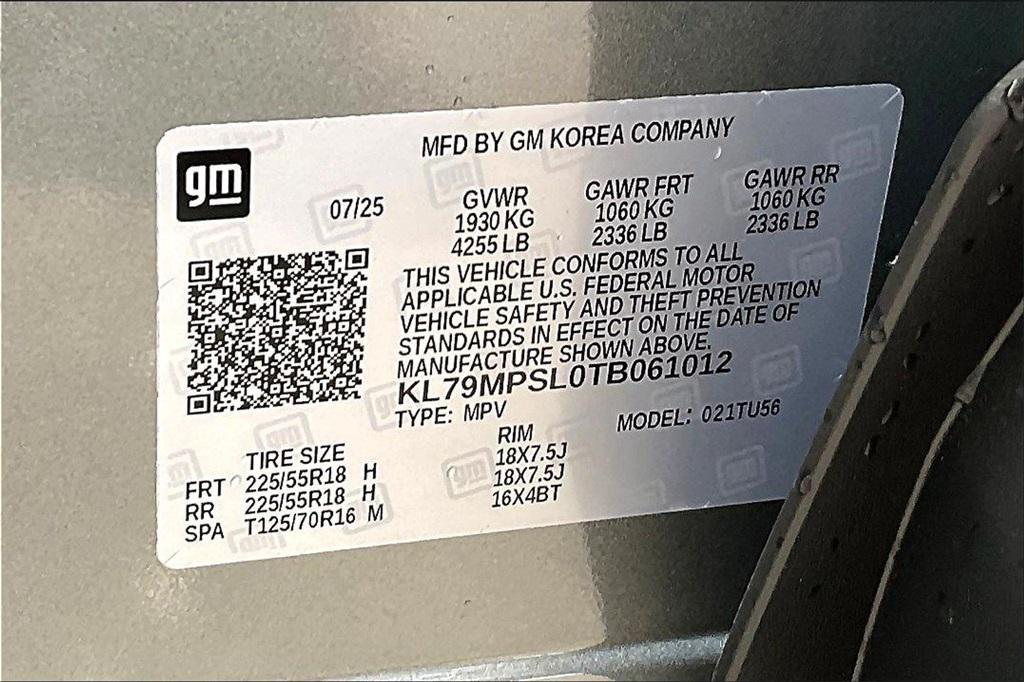 MFD BY GM KOREA COMPANY
gm
07/25
GVWR GAWR FRT GAWR RR
1930 KG 1060 KG 1060 KG
4255 LB 2336 LB 2336 LB
THIS VEHICLE CONFORMS TO ALL
APPLICABLE U.S. FEDERAL MOTOR
VEHICLE SAFETY AND THEFT PREVENTION
STANDARDS IN EFFECT ON THE DATE OF
MANUFACTURE SHOWN ABOVE.
KL79MPSL0TB061012
TYPE: MPV MODEL: 021TU56
TIRE SIZE RIM
FRT 225/55R18 H 18X7.5J
RR 225/55R18 H 18X7.5J
SPA T125/70R16 M 16X4BT